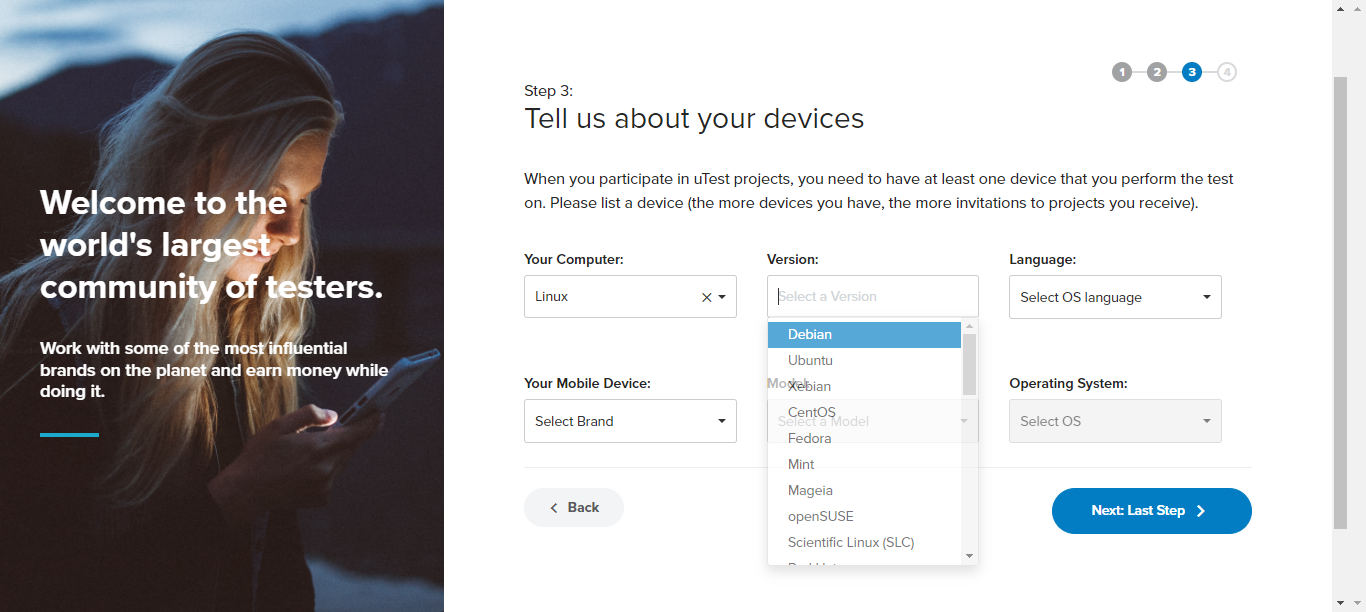 Welcome to the
world's largest
community of testers.
Work with some of the most influential
brands on the planet and earn money while
doing it.
1
2
3
4
Step 3:
Tell us about your devices
When you participate in uTest projects, you need to have at least one device that you perform the test
on. Please list a device (the more devices you have, the more invitations to projects you receive).
Your Computer:
Version:
Language:
Linux
Select a Version
Select OS language
Debian
Ubuntu
Xebian
CentOS
Fedora
Mint
Mageia
openSUSE
Scientific Linux (SLC)
Your Mobile Device:
Model:
Operating System:
Select Brand
Select a Model
Select OS
Back
Next: Last Step